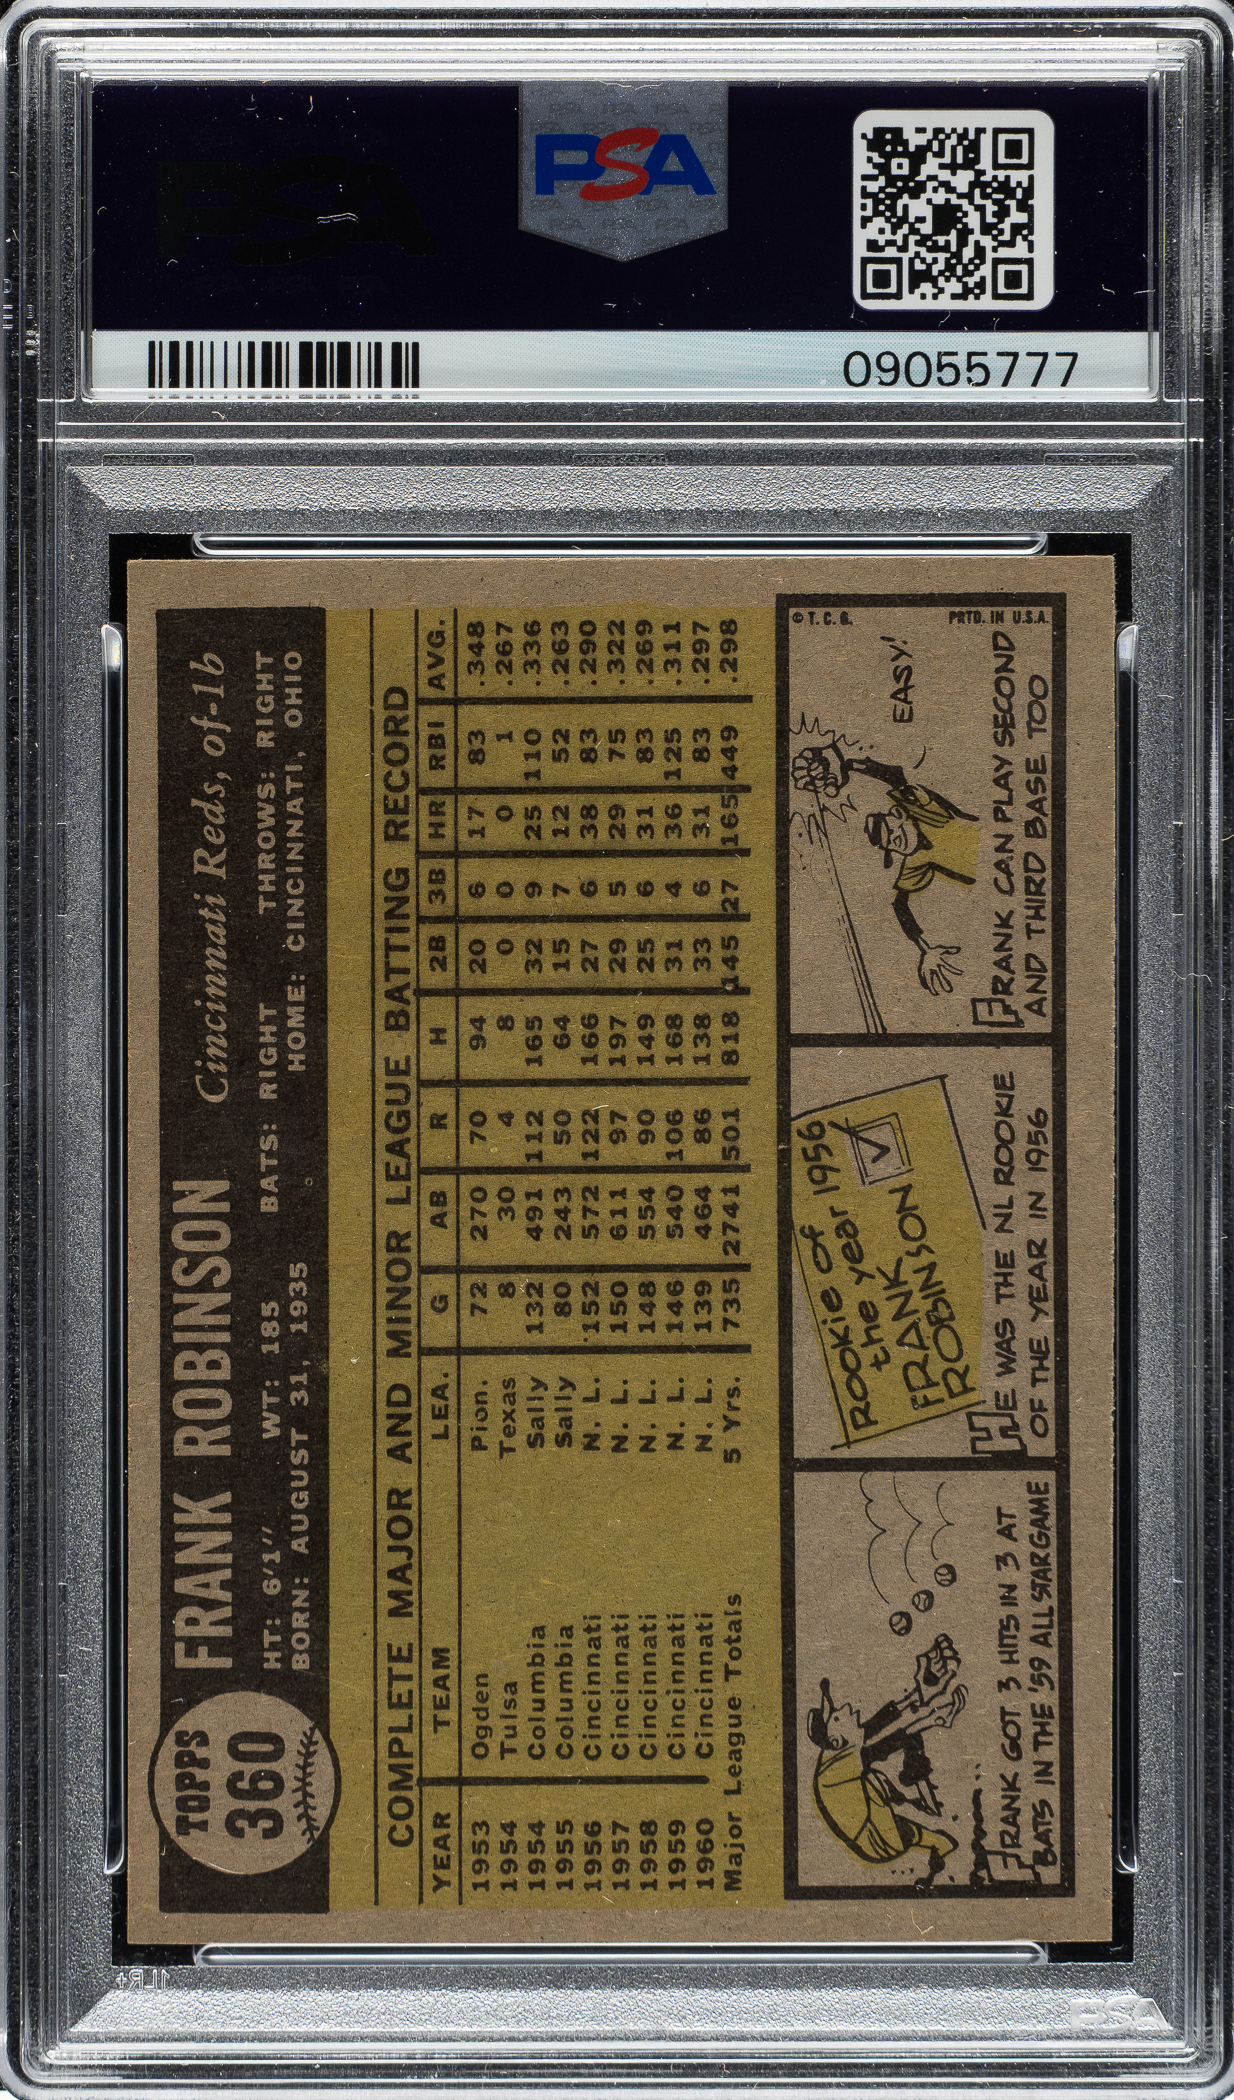 PSA
09055777
TOPPS
360
FRANK ROBINSON Cincinnati Reds, of-1b
HT: 6'1" WT: 185 BATS: RIGHT THROWS: RIGHT
BORN: AUGUST 31, 1935 HOME: CINCINNATI, OHIO
COMPLETE MAJOR AND MINOR LEAGUE BATTING RECORD
YEAR TEAM LEA. G AB R H 2B 3B HR RBI AVG.
1953 Ogden Pion. 72 270 70 94 20 6 17 83 .348
1954 Tulsa Texas 8 30 4 8 0 0 0 1 .267
1954 Columbia Sally 132 491 112 165 32 9 25 110 .336
1955 Columbia Sally 80 243 50 64 15 7 12 52 .263
1956 Cincinnati N. L. 152 572 122 166 27 6 38 83 .290
1957 Cincinnati N. L. 150 611 97 197 29 5 29 75 .322
1958 Cincinnati N. L. 148 554 90 149 25 6 31 83 .269
1959 Cincinnati N. L. 146 540 106 168 31 4 36 125 .311
1960 Cincinnati N. L. 139 464 86 138 33 6 31 83 .297
Major League Totals 5 Yrs. 735 2741 501 818 145 27 165 449 .298
FRANK GOT 3 HITS IN 3 AT
BATS IN THE '59 ALL STAR GAME
ROOKIE OF
the year 1956
FRANK
ROBINSON
HE WAS THE NL ROOKIE
OF THE YEAR IN 1956
© T. C. G.
EASY!
PRTD. IN U.S.A.
FRANK CAN PLAY SECOND
AND THIRD BASE TOO
1LR+
PSA